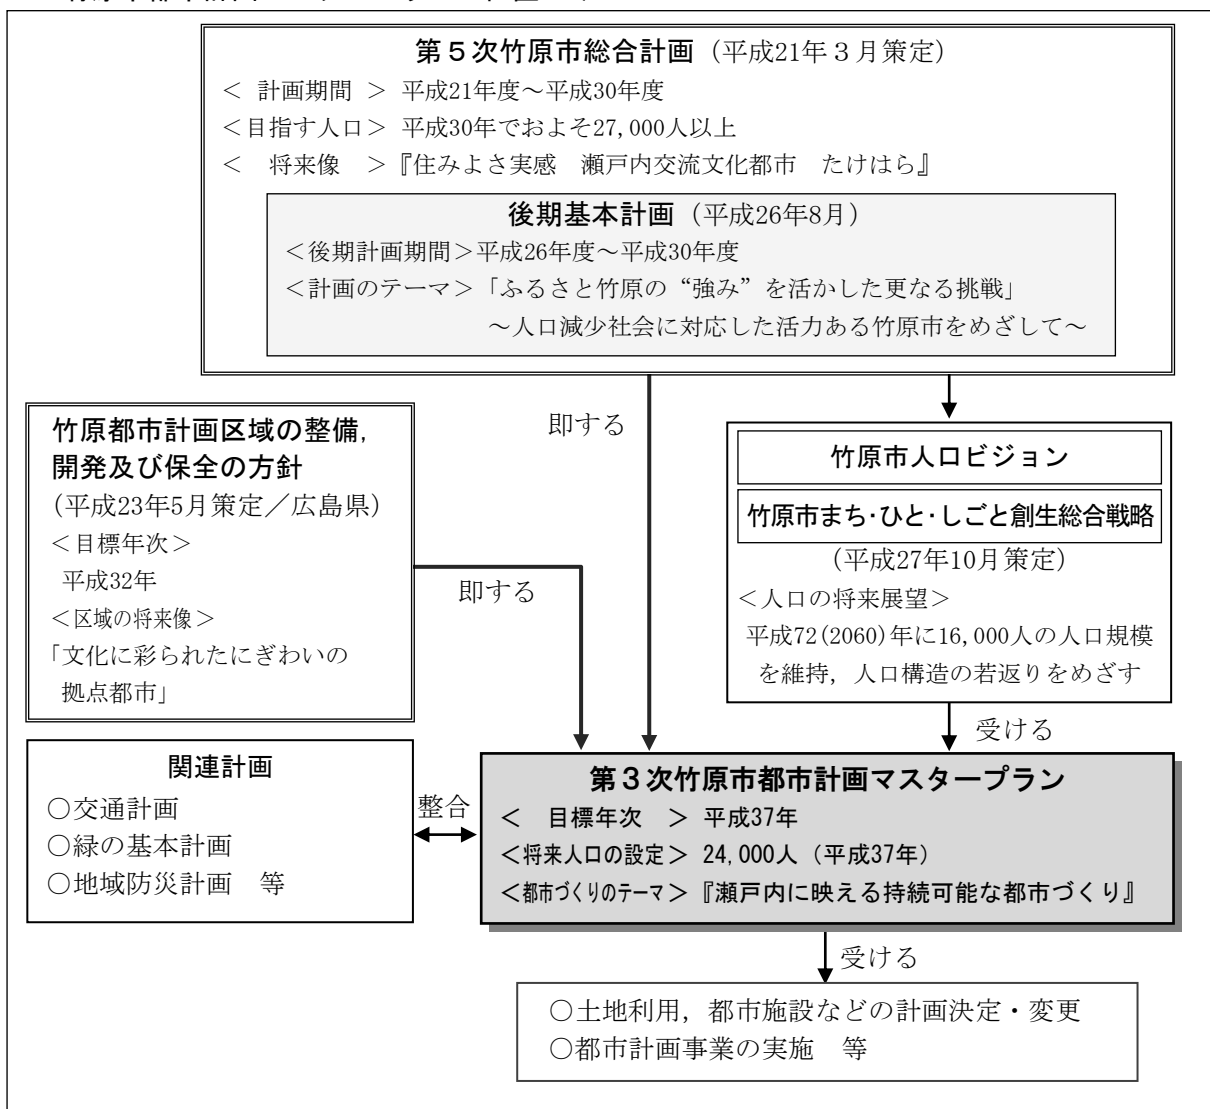 第５次竹原市総合計画（平成21年３月策定）
＜ 計画期間 ＞ 平成21年度～平成30年度
＜目指す人口＞ 平成30年でおよそ27,000人以上
＜　将来像　＞『住みよさ実感　瀬戸内交流文化都市　たけはら』
後期基本計画（平成26年8月）
＜後期計画期間＞平成26年度～平成30年度
＜計画のテーマ＞「ふるさと竹原の“強み”を活かした更なる挑戦」
～人口減少社会に対応した活力ある竹原市をめざして～
即する
竹原都市計画区域の整備，
開発及び保全の方針
（平成23年5月策定／広島県）
＜目標年次＞
平成32年
＜区域の将来像＞
「文化に彩られたにぎわいの
拠点都市」
即する
竹原市人口ビジョン
竹原市まち・ひと・しごと創生総合戦略
（平成27年10月策定）
＜人口の将来展望＞
平成72(2060)年に16,000人の人口規模
を維持，人口構造の若返りをめざす
受ける
関連計画
○交通計画
○緑の基本計画
○地域防災計画　等
整合
第３次竹原市都市計画マスタープラン
＜　目標年次　＞ 平成37年
＜将来人口の設定＞ 24,000人（平成37年）
＜都市づくりのテーマ＞『瀬戸内に映える持続可能な都市づくり』
受ける
○土地利用，都市施設などの計画決定・変更
○都市計画事業の実施　等